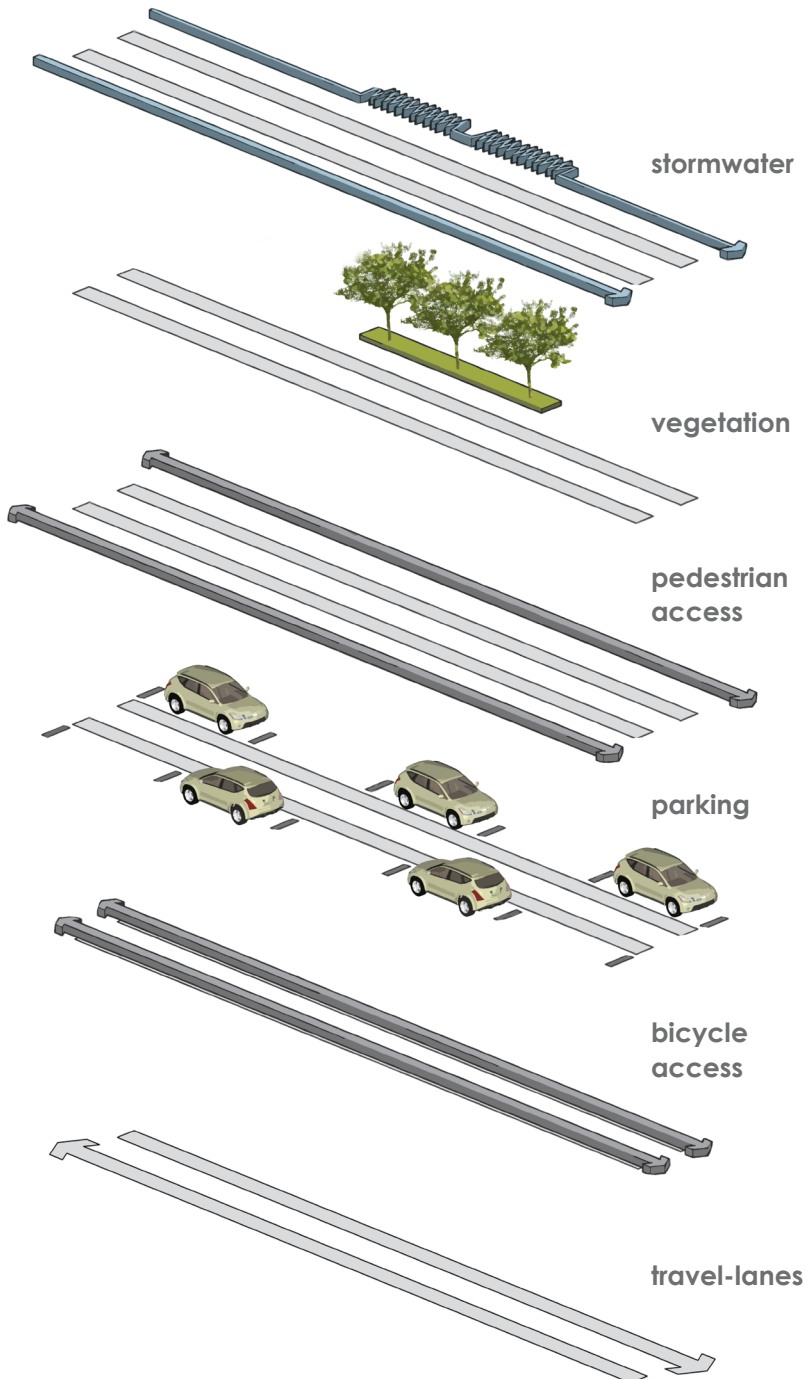 stormwater
vegetation
pedestrian
access
parking
bicycle
access
travel-lanes